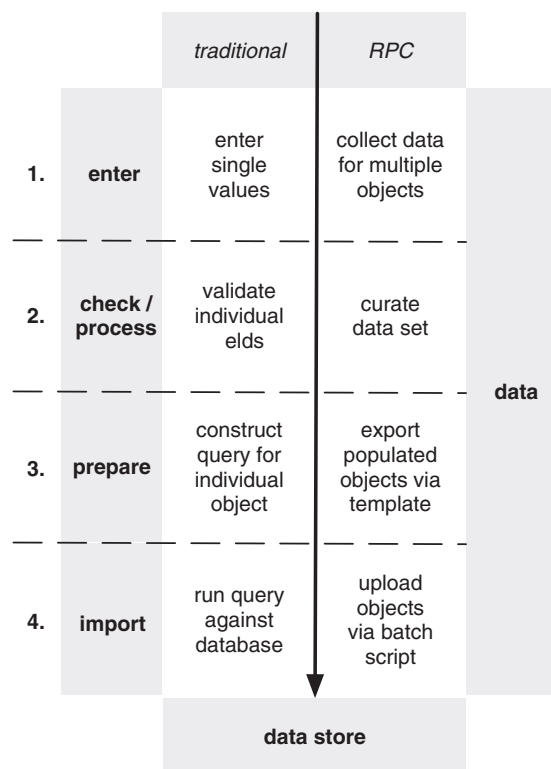 traditional
RPC
1.
enter
enter
single
values
collect data
for multiple
objects
2.
check /
process
validate
individual
elds
curate
data set
data
3.
prepare
construct
query for
individual
object
export
populated
objects via
template
4.
import
run query
against
database
upload
objects
via batch
script
data store